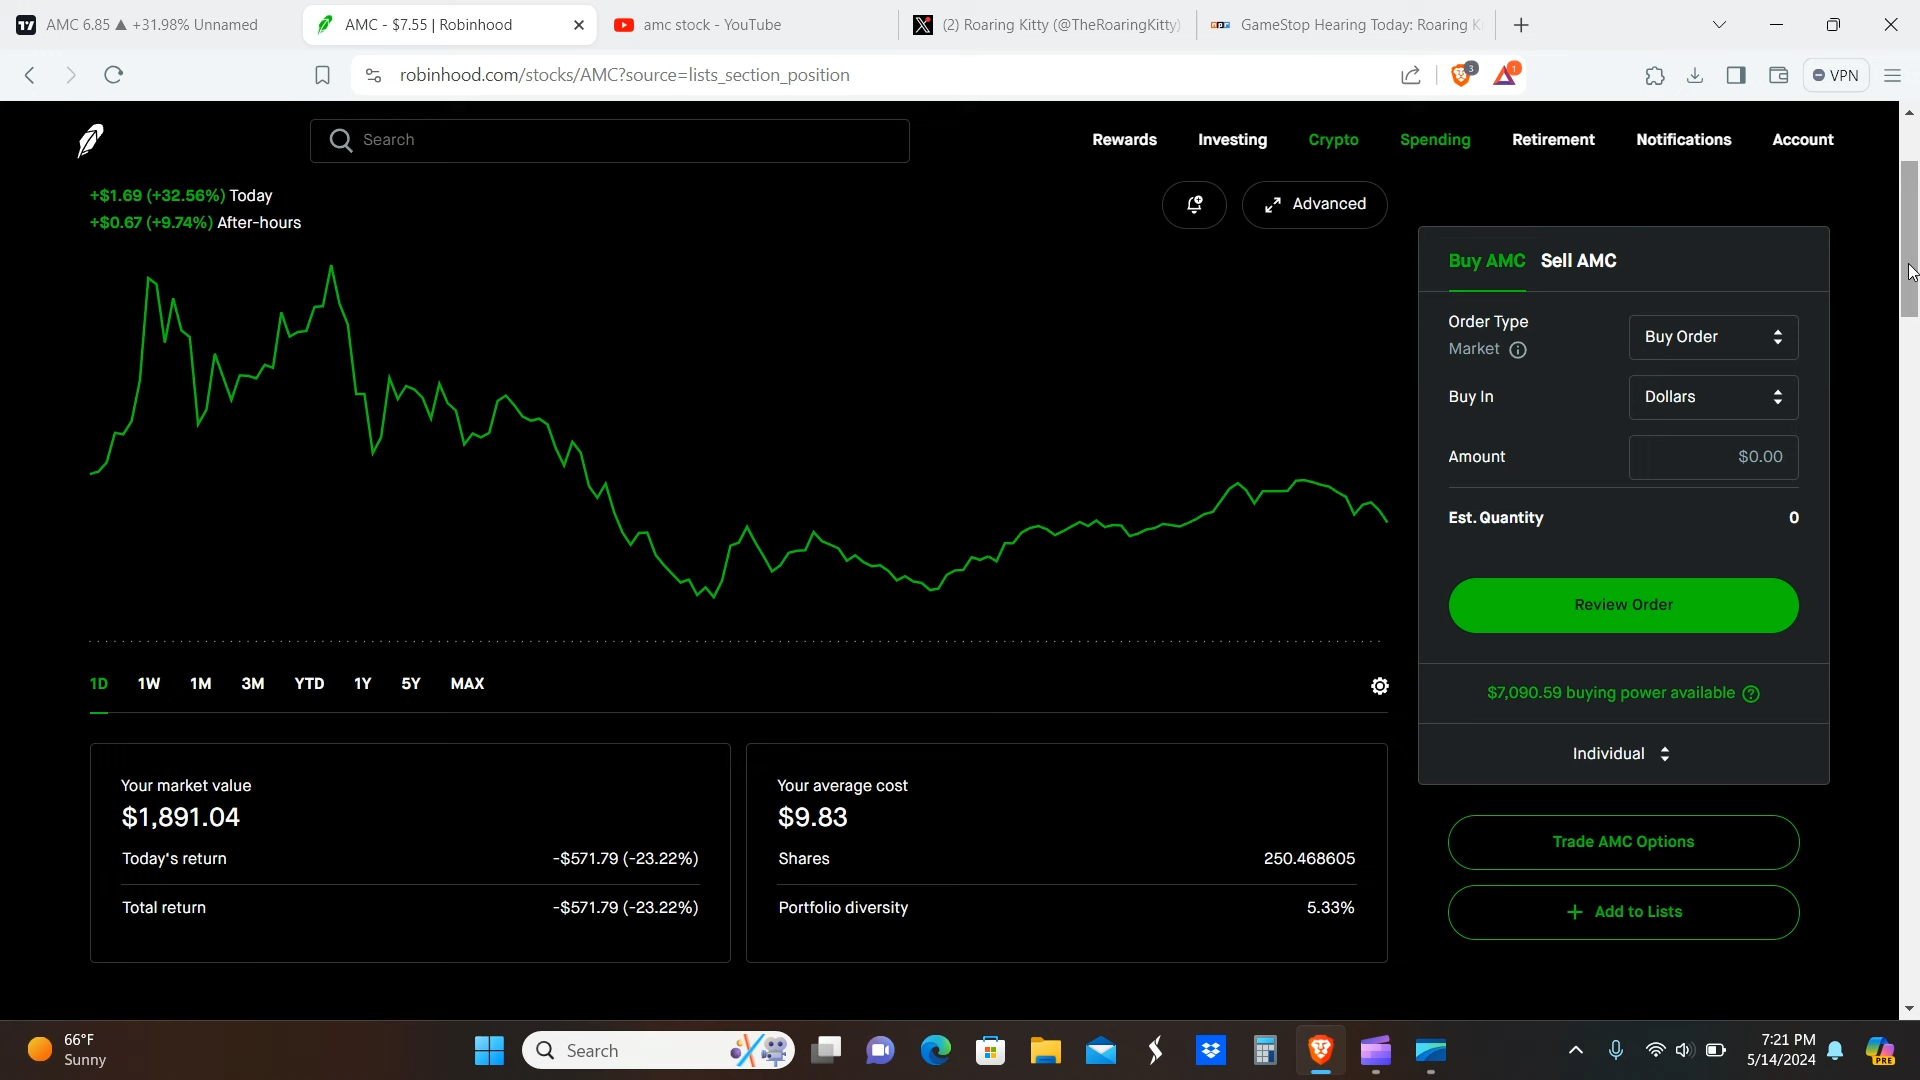 AMC 6.85 ▲ +31.98% Unnamed
AMC - $7.55 | Robinhood
amc stock - YouTube
(2) Roaring Kitty (@TheRoaringKitty)
GameStop Hearing Today: Roaring K
robinhood.com/stocks/AMC?source=lists_section_position
3
1
VPN
Search
Rewards
Investing
Crypto
Spending
Retirement
Notifications
Account
+$1.69 (+32.56%) Today
+$0.67 (+9.74%) After-hours
Advanced
Buy AMC
Sell AMC
Order Type
Market
Buy Order
Buy In
Dollars
Amount
$0.00
Est. Quantity
0
Review Order
$7,090.59 buying power available
Individual
Trade AMC Options
+ Add to Lists
1D 1W 1M 3M YTD 1Y 5Y MAX
Your market value
$1,891.04
Today's return -$571.79 (-23.22%)
Total return -$571.79 (-23.22%)
Your average cost
$9.83
Shares 250.468605
Portfolio diversity 5.33%
66°F
Sunny
Search
7:21 PM
5/14/2024
PRE